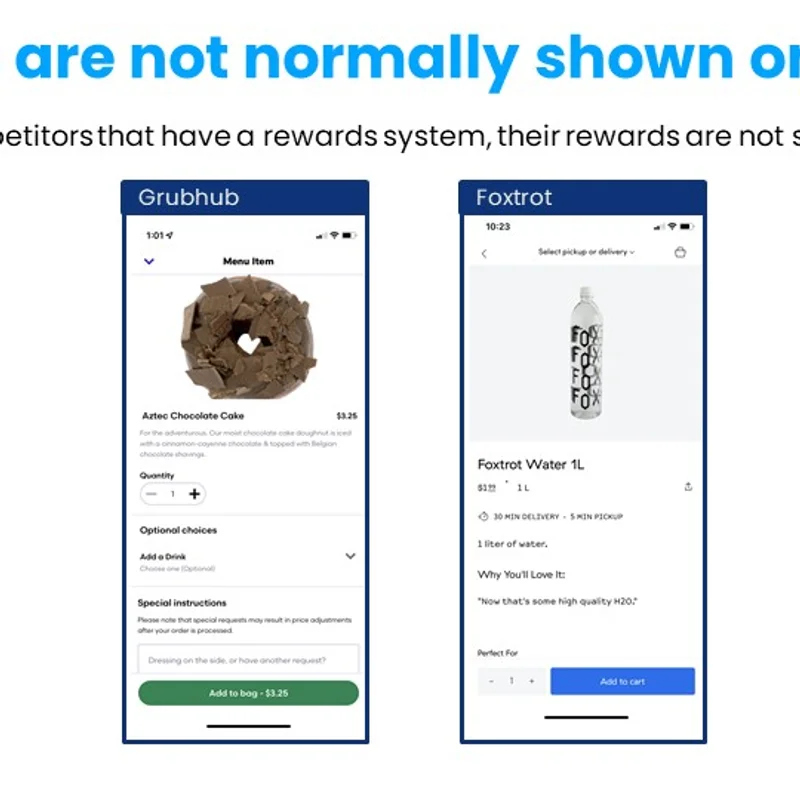 are not normally shown on
petitors that have a rewards system, their rewards are not s
Grubhub
1:01
Menu Item
Aztec Chocolate Cake $3.25
For the adventurous. Our moist chocolate cake doughnut is iced
with a cinnamon-cayenne chocolate & topped with Belgian
chocolate shavings.
Quantity
− 1 +
Optional choices
Add a Drink
Choose one (Optional)
Special instructions
Please note that special requests may result in price adjustments
after your order is processed.
Dressing on the side, or have another request?
Add to bag - $3.25
Foxtrot
10:23
Select pickup or delivery
FOXTROT
Foxtrot Water 1L
1 L
30 MIN DELIVERY - 5 MIN PICKUP
1 liter of water.
Why You'll Love It:
"Now that's some high quality H2O."
Perfect For
- 1 +
Add to cart